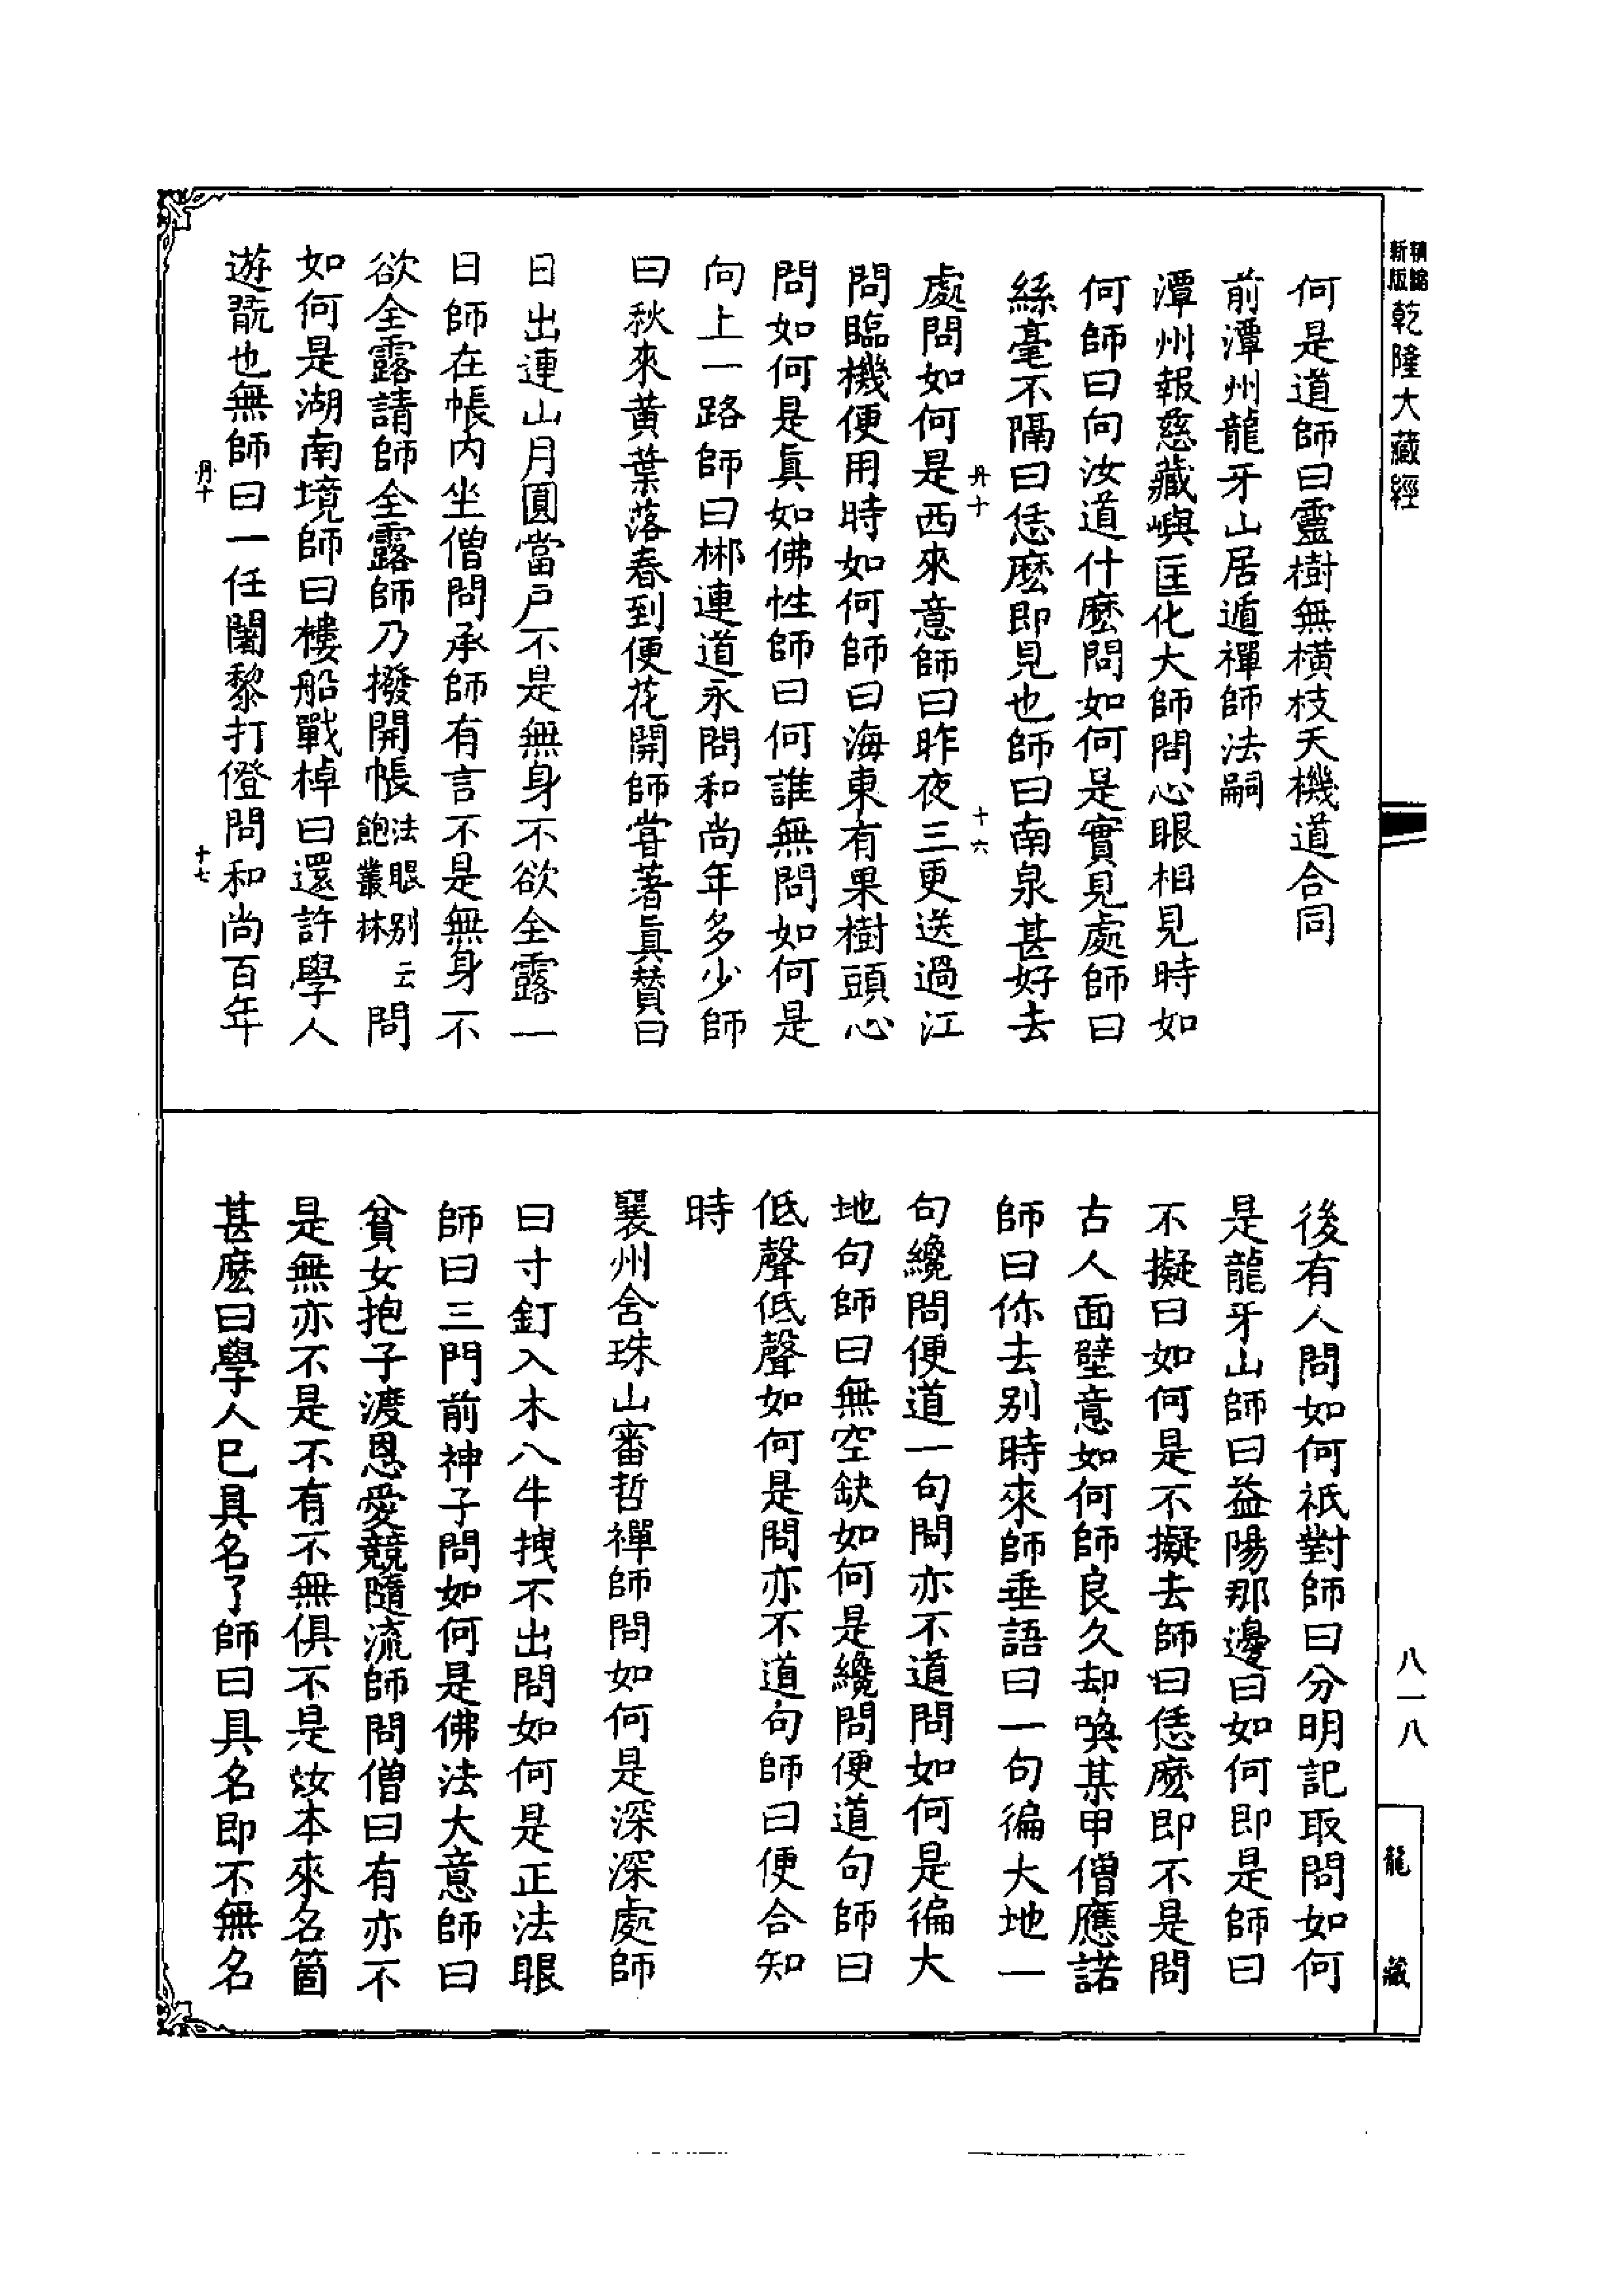 新版
精縮
乾隆大藏經
何是道師曰靈樹無橫枝天機道合同
前潭州龍牙山居遁禪師法嗣
潭州報慈藏嶼匡化大師問心眼相見時如
何師曰向汝道什麼問如何是實見處師曰
絲毫不隔曰恁麼即見也師曰南泉甚好去
丹十
十六
處問如何是西來意師曰昨夜三更送過江
問臨機便用時如何師曰海東有果樹頭心
問如何是眞如佛性師曰何誰無問如何是
向上一路師曰郴連道永問和尚年多少師
曰秋來黃葉落春到便花開師甞著眞贊曰
日出連山月圓當戶不是無身不欲全露一
日師在帳内坐僧問承師有言不是無身不
欲全露請師全露師乃撥開帳法眼別云飽叢林問
如何是湖南境師曰樓船戰棹曰還許學人
遊翫也無師曰一任闍黎打僜問和尚百年
丹十
十七
後有人問如何祇對師曰分明記取問如何
是龍牙山師曰益陽那邊曰如何即是師曰
不擬曰如何是不擬去師曰恁麼即不是問
古人面壁意如何師良久却喚某甲僧應諾
師曰你去别時來師垂語曰一句徧大地一
句纔問便道一句問亦不道問如何是徧大
地句師曰無空缺如何是纔問便道句師曰
低聲低聲如何是問亦不道句師曰便合知
時
襄州含珠山審哲禪師問如何是深深處師
曰寸釘入木八牛拽不出問如何是正法眼
師曰三門前神子問如何是佛法大意師曰
貧女抱子渡恩愛競隨流師問僧曰有亦不
是無亦不是不有不無俱不是汝本來名箇
甚麼曰學人已具名了師曰具名即不無名
八一八
龍藏